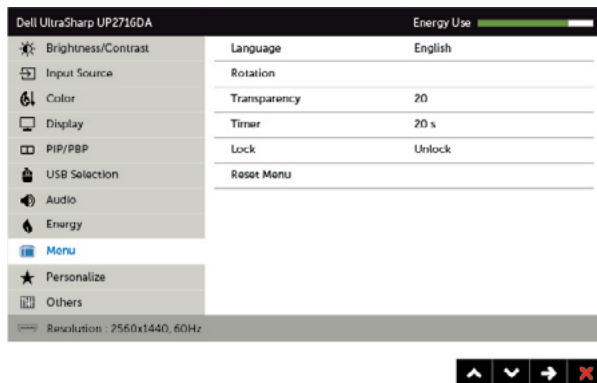 Dell UltraSharp UP2716DA Energy Use
Brightness/Contrast Language English
Input Source Rotation
Color Transparency 20
Display Timer 20 s
PIP/PBP Lock Unlock
USB Selection Reset Menu
Audio
Energy
Menu
Personalize
Others
Resolution : 2560x1440, 60Hz